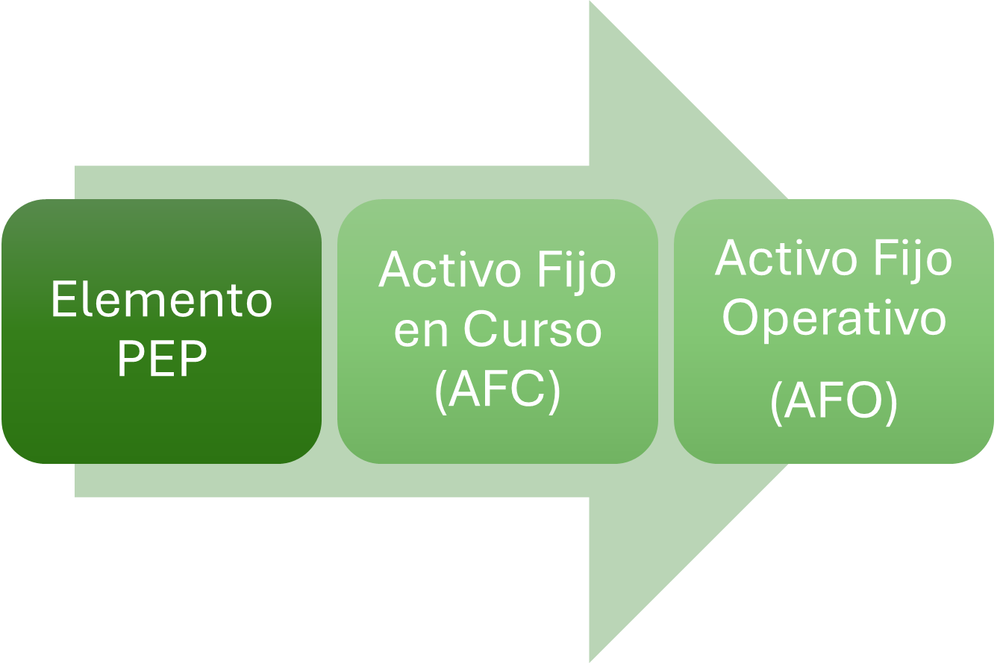 Elemento
PEP
Activo Fijo
en Curso
(AFC)
Activo Fijo
Operativo
(AFO)